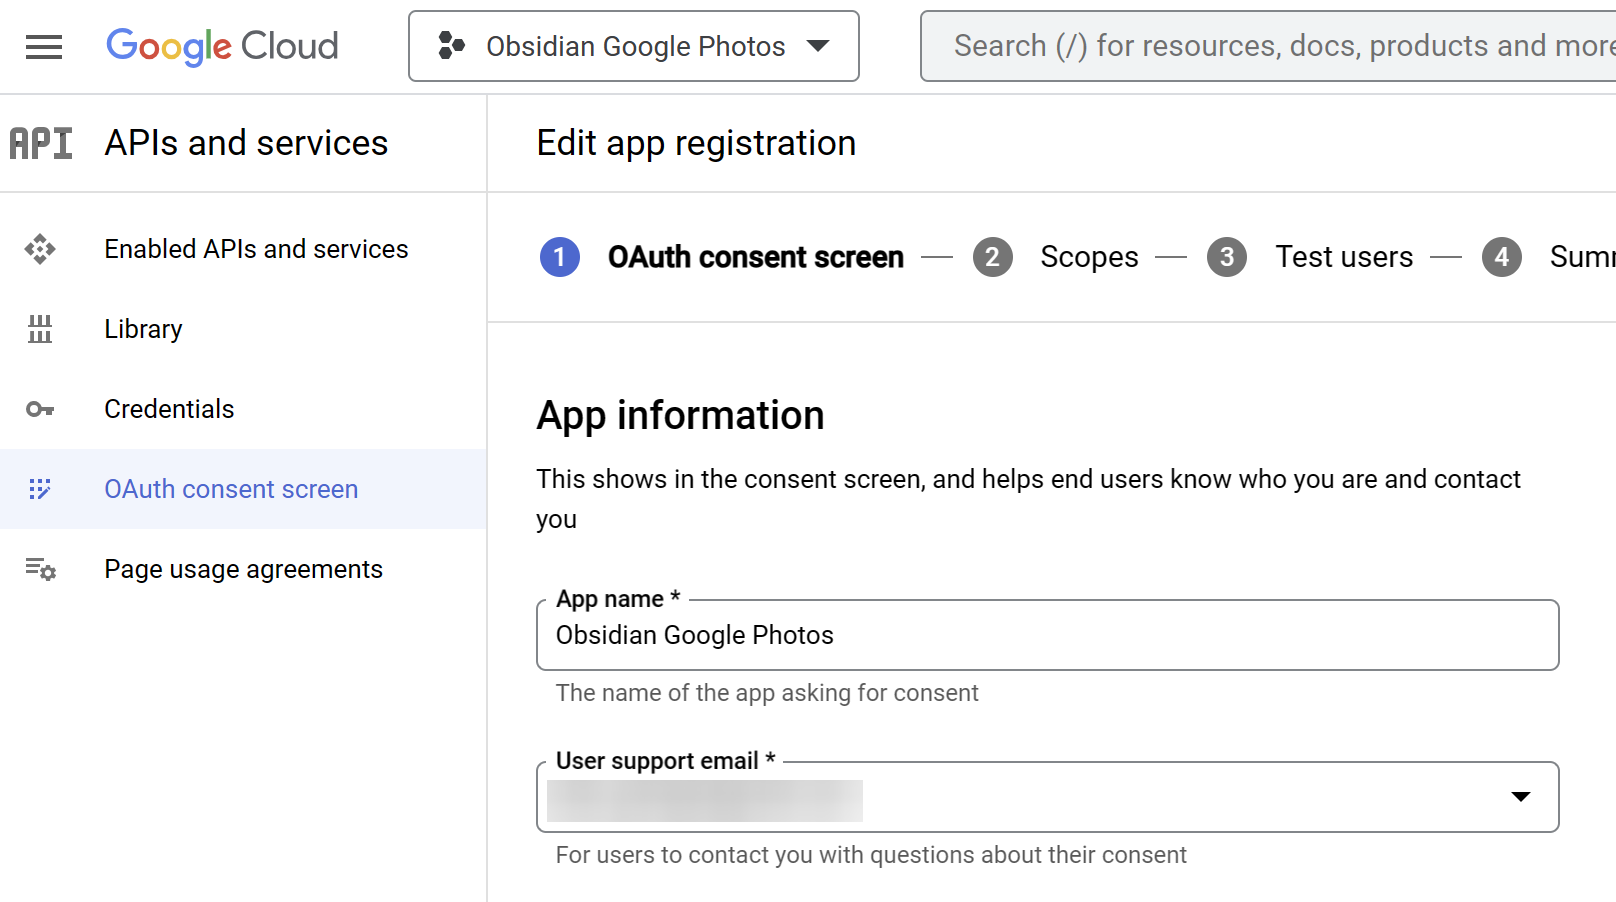 Google Cloud
Obsidian Google Photos
Search (/) for resources, docs, products and more
API APIs and services
Edit app registration
Enabled APIs and services
Library
Credentials
OAuth consent screen
Page usage agreements
1 OAuth consent screen — 2 Scopes — 3 Test users — 4 Summ
App information
This shows in the consent screen, and helps end users know who you are and contact
you
App name *
Obsidian Google Photos
The name of the app asking for consent
User support email *
For users to contact you with questions about their consent